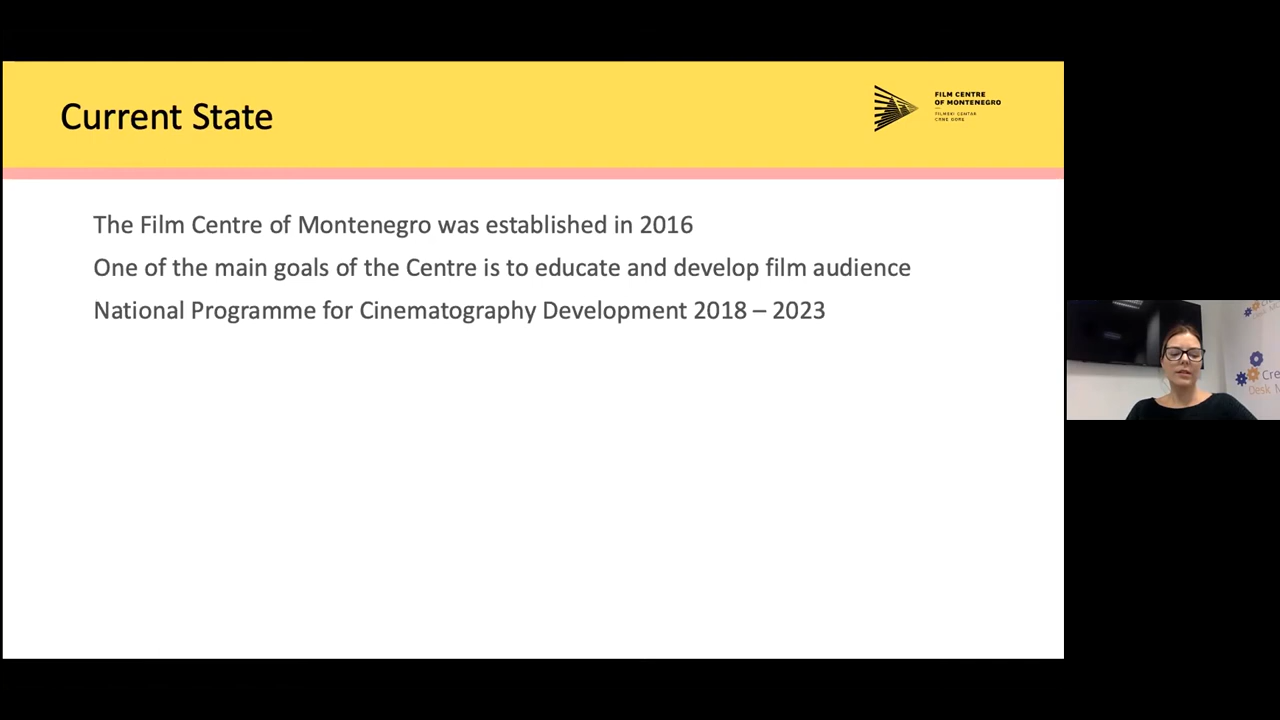 Current State
FILM CENTRE
OF MONTENEGRO
FILMSKI CENTAR
CRNE GORE
The Film Centre of Montenegro was established in 2016
One of the main goals of the Centre is to educate and develop film audience
National Programme for Cinematography Development 2018 – 2023
Cre
Desk